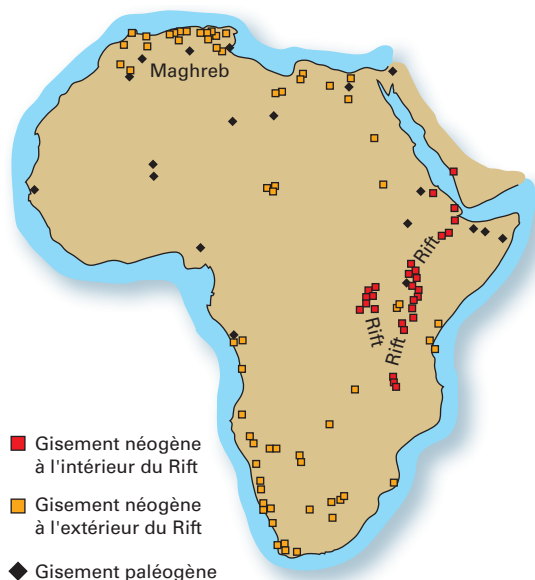 Maghreb
Rift
Rift
Rift
Gisement néogène
à l'intérieur du Rift
Gisement néogène
à l'extérieur du Rift
Gisement paléogène